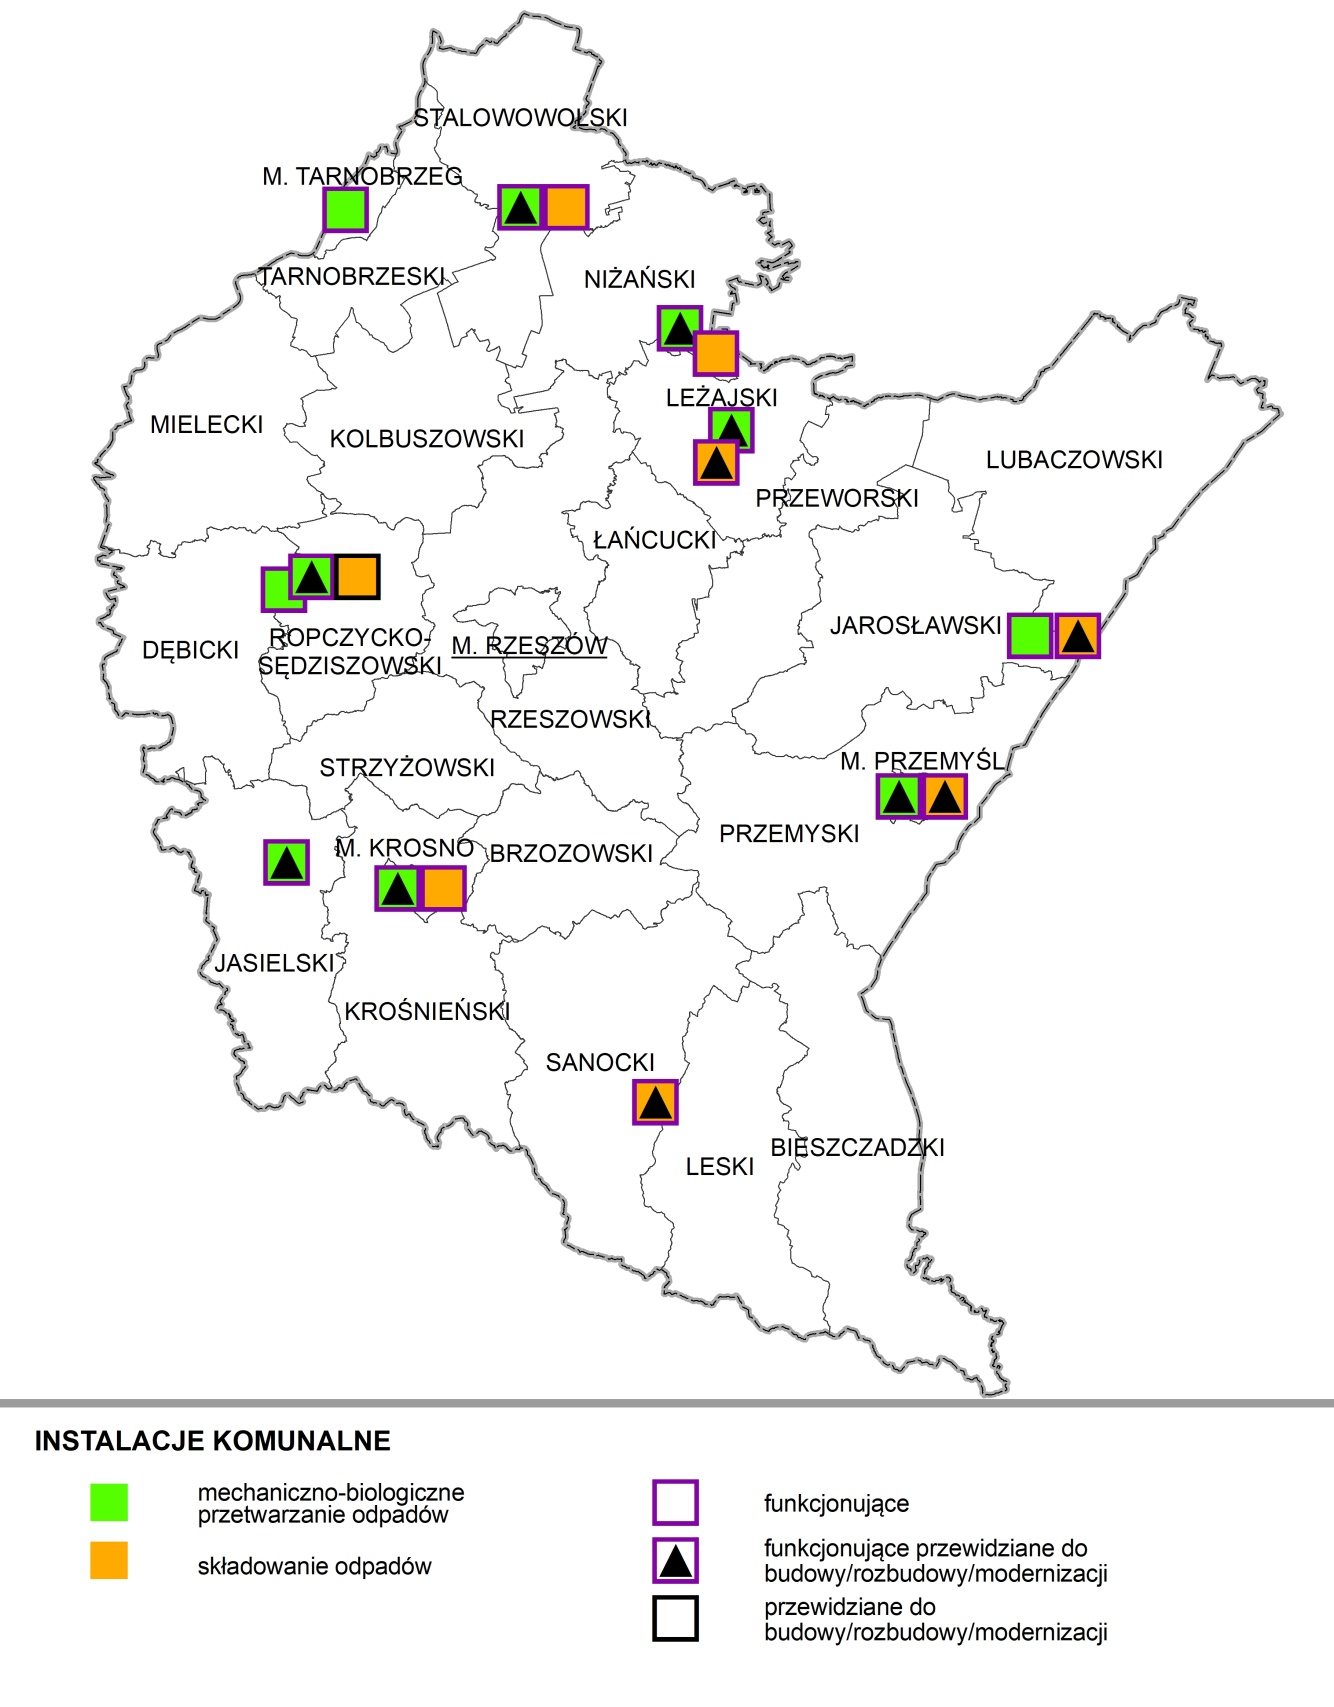 STALOWOWOLSKI
M. TARNOBRZEG
TARNOBRZESKI
NIŻAŃSKI
LEŻAJSKI
MIELECKI
KOLBUSZOWSKI
LUBACZOWSKI
PRZEWORSKI
ŁAŃCUCKI
JAROSŁAWSKI
ROPCZYCKO-
SĘDZISZOWSKI
DĘBICKI
M. RZESZÓW
RZESZOWSKI
STRZYŻOWSKI
M. PRZEMYŚL
PRZEMYSKI
M. KROSNO
BRZOZOWSKI
JASIELSKI
KROŚNIEŃSKI
SANOCKI
BIESZCZADZKI
LESKI
INSTALACJE KOMUNALNE
mechaniczno-biologiczne
przetwarzanie odpadów
składowanie odpadów
funkcjonujące
funkcjonujące przewidziane do
budowy/rozbudowy/modernizacji
przewidziane do
budowy/rozbudowy/modernizacji